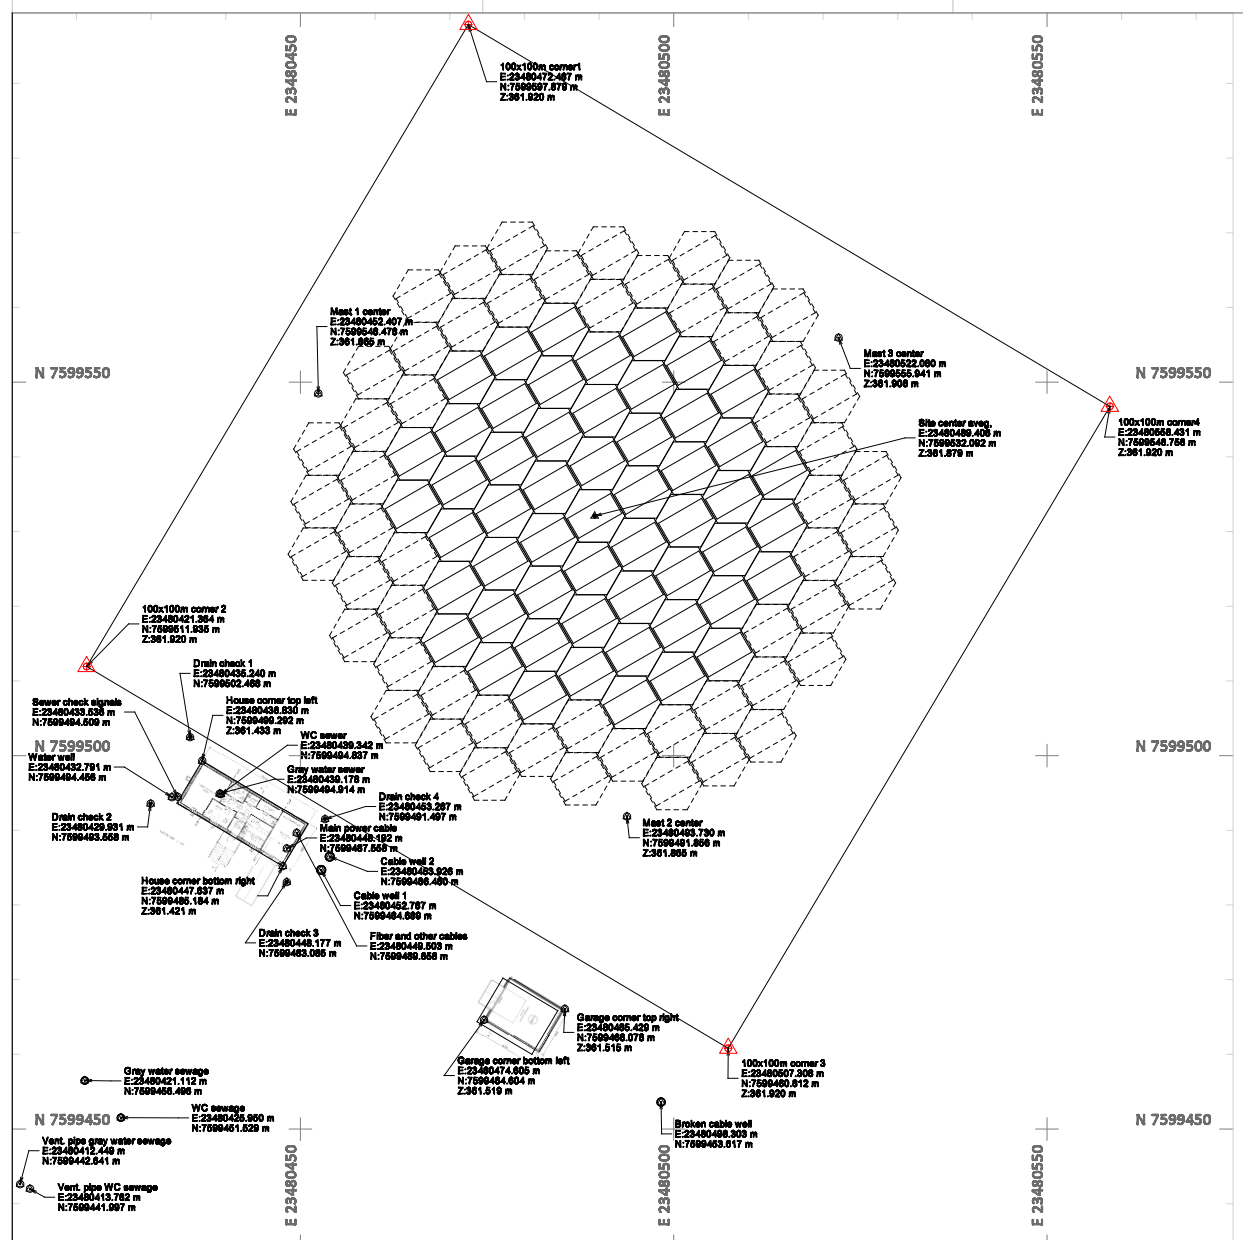 E 23480450
E 23480500
E 23480550
100x100m corner1
E:23480472.487 m
N:7599597.879 m
Z:361.920 m
Mast 1 center
E:23480452.407 m
N:7599548.478 m
Z:361.865 m
Mast 3 center
E:23480522.060 m
N:7599555.941 m
Z:361.908 m
N 7599550
N 7599550
Site center aveg,
E:23480489.406 m
N:7599532.092 m
Z:361.879 m
100x100m corner4
E:23480558.431 m
N:7599546.756 m
Z:361.920 m
100x100m corner 2
E:23480421.364 m
N:7599511.935 m
Z:361.920 m
Drain check 1
E:23480435.240 m
N:7599502.468 m
Sewer check signals
E:23480433.536 m
N:7599494.509 m
House corner top left
E:23480436.830 m
N:7599499.292 m
Z:361.433 m
WC sewer
E:23480439.342 m
N:7599494.837 m
N 7599500
N 7599500
Water well
E:23480432.791 m
N:7599494.456 m
Gray water sewer
E:23480439.176 m
N:7599494.914 m
Drain check 4
E:23480453.267 m
N:7599491.497 m
Drain check 2
E:23480429.931 m
N:7599493.558 m
Main power cable
E:23480448.192 m
N:7599487.558 m
Mast 2 center
E:23480493.730 m
N:7599491.856 m
Z:361.865 m
Cable well 2
E:23480453.926 m
N:7599486.460 m
House corner bottom right
E:23480447.637 m
N:7599485.184 m
Z:361.421 m
Cable well 1
E:23480452.767 m
N:7599484.689 m
Drain check 3
E:23480448.177 m
N:7599483.065 m
Fiber and other cables
E:23480449.503 m
N:7599489.658 m
Garage corner top right
E:23480485.429 m
N:7599466.076 m
Z:361.515 m
Garage corner bottom left
E:23480474.605 m
N:7599464.604 m
Z:361.519 m
100x100m corner 3
E:23480507.308 m
N:7599460.812 m
Z:361.920 m
Gray water sewage
E:23480421.112 m
N:7599456.496 m
WC sewage
E:23480425.950 m
N:7599451.529 m
N 7599450
N 7599450
Broken cable well
E:23480498.303 m
N:7599453.617 m
Vent. pipe gray water sewage
E:23480412.449 m
N:7599442.641 m
Vent. pipe WC sewage
E:23480413.762 m
N:7599441.997 m
E 23480450
E 23480500
E 23480550